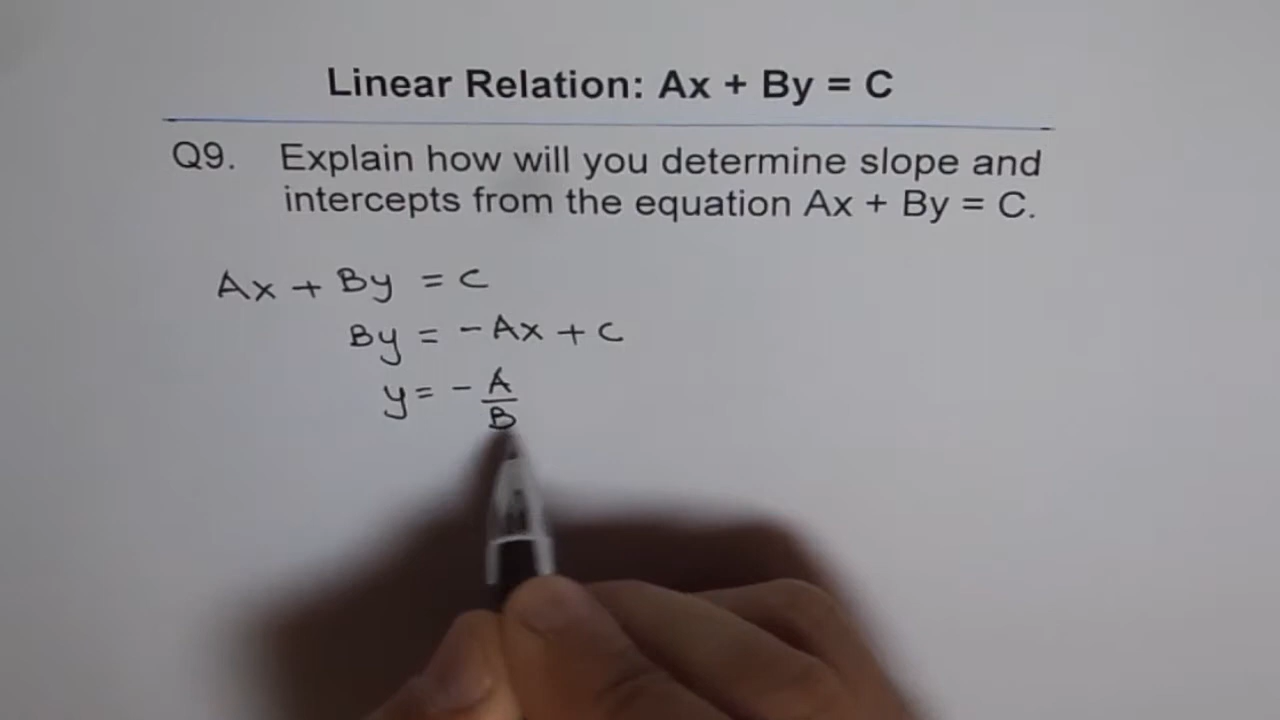 Linear Relation: Ax + By = C
Q9. Explain how will you determine slope and
intercepts from the equation Ax + By = C.
Ax + By = C
By = -Ax + C
y = - A/B